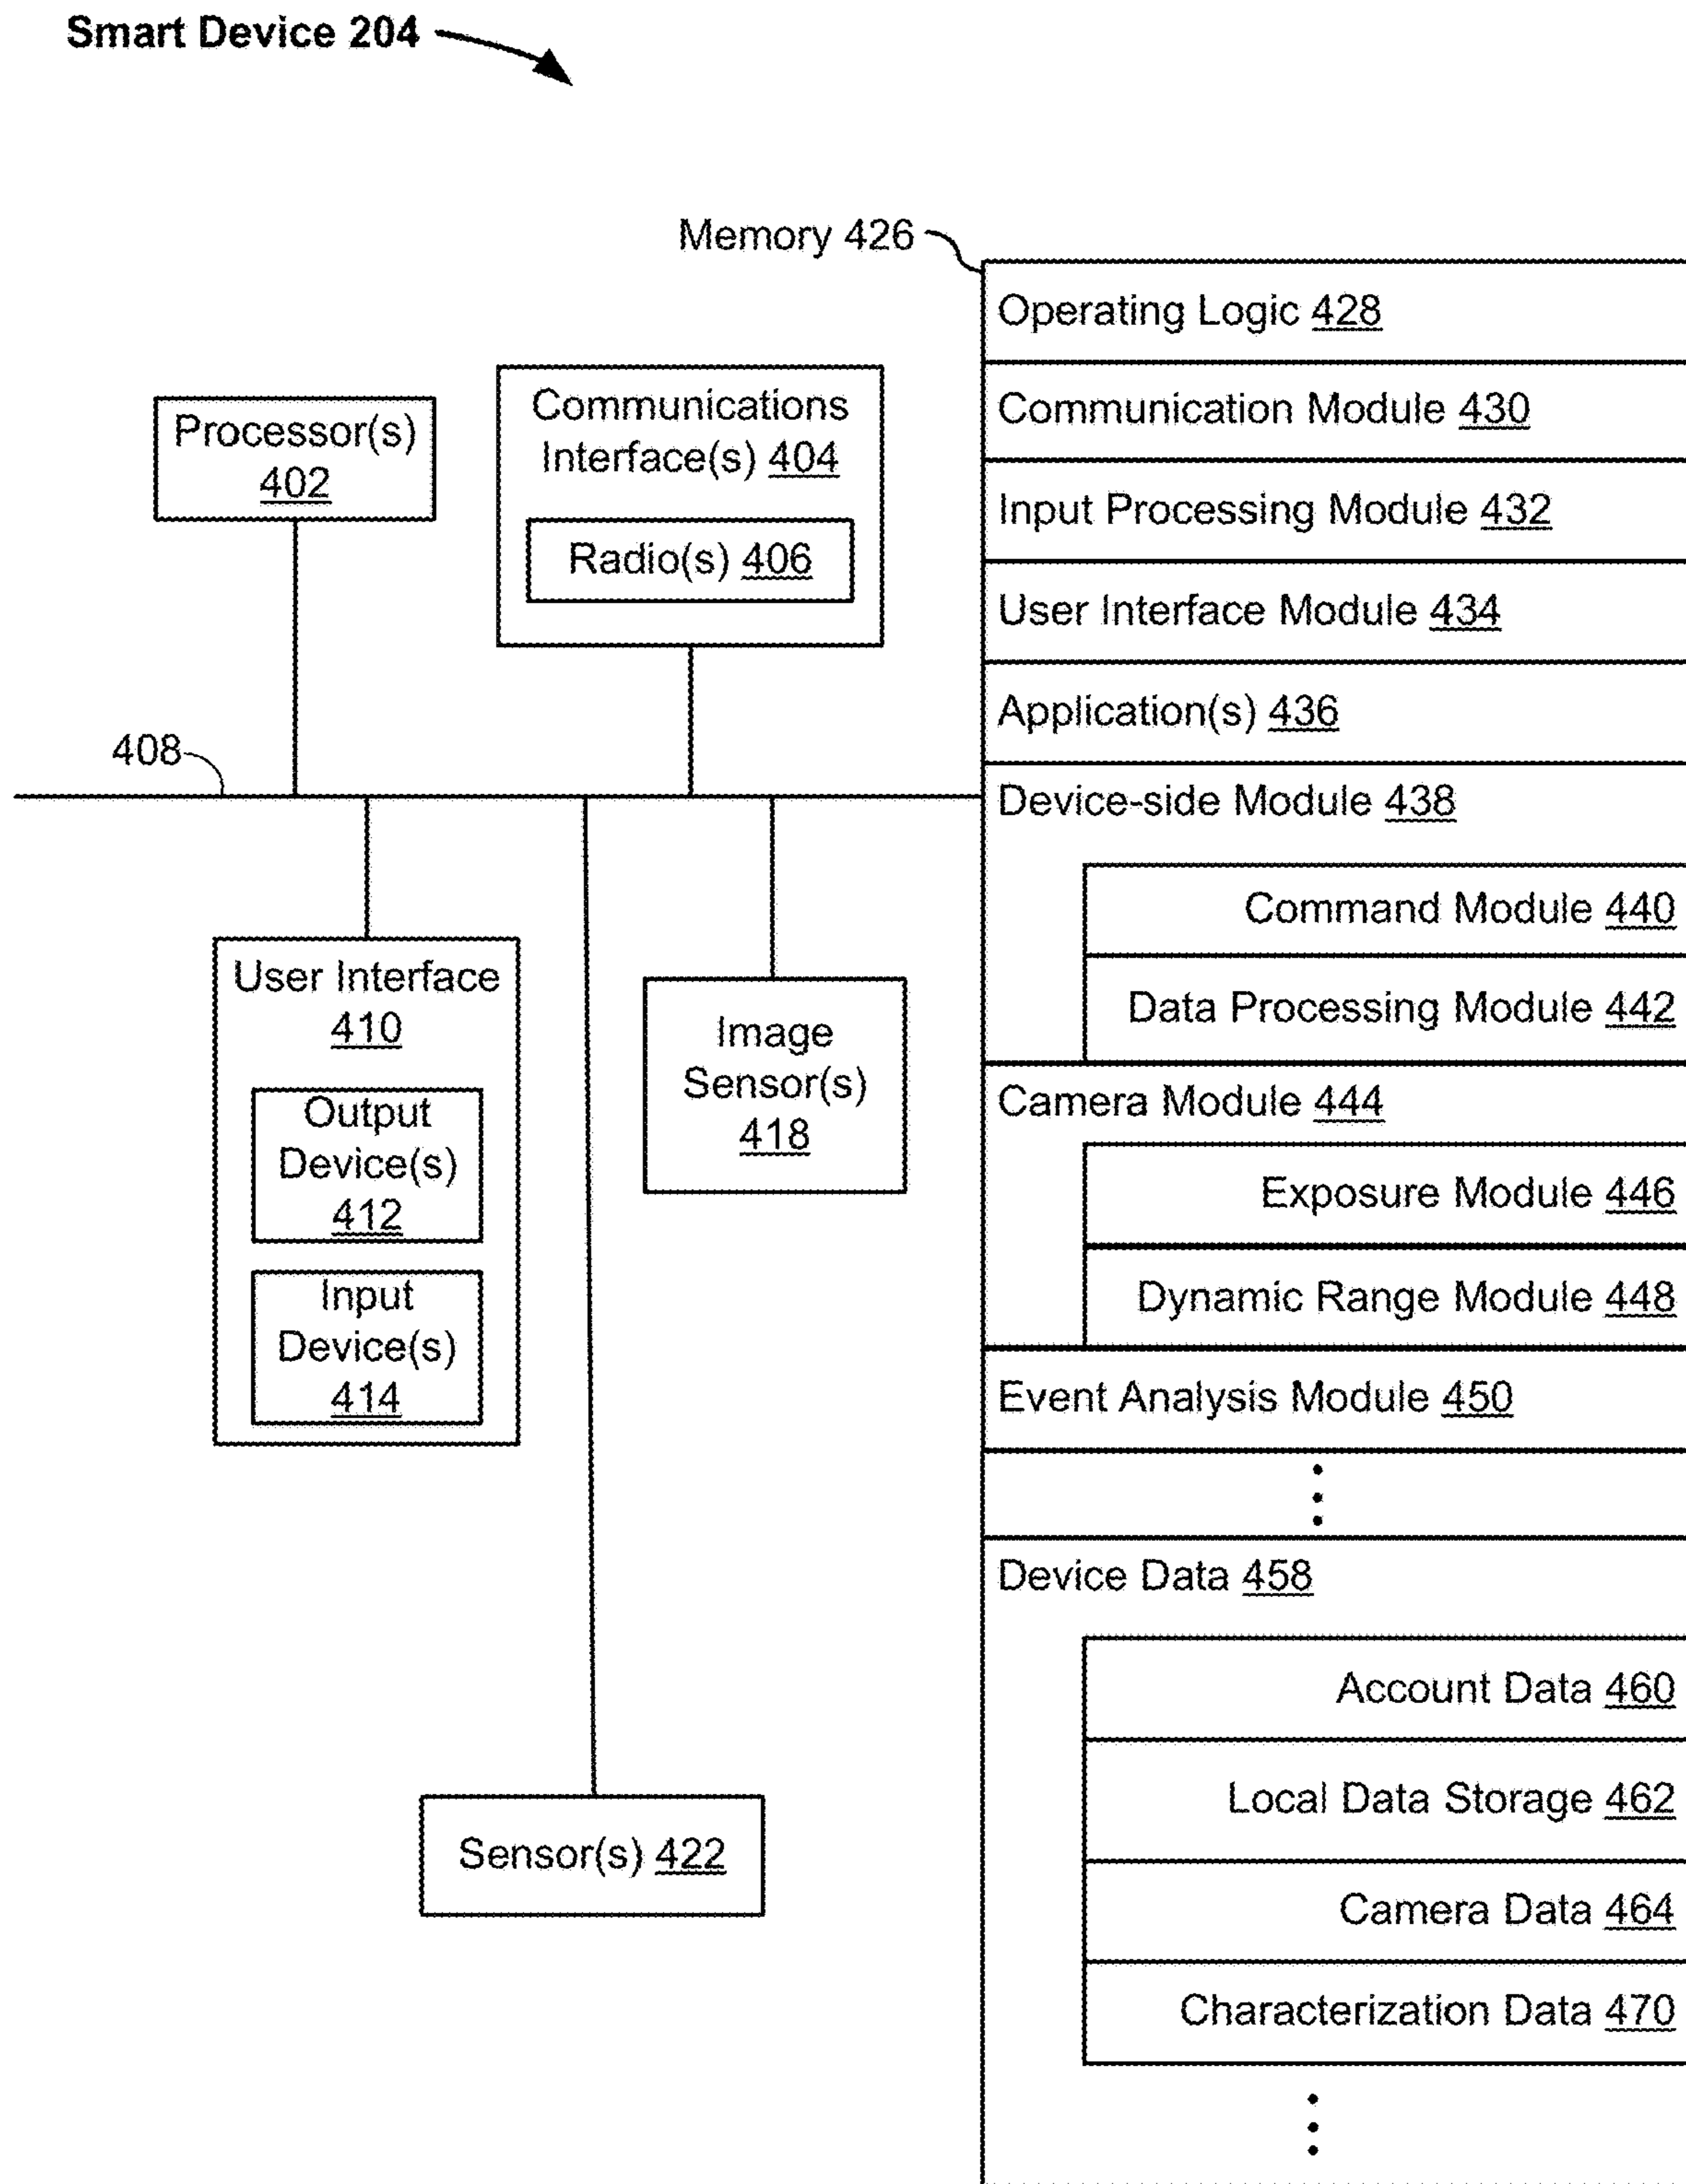 Smart Device 204
Memory 426
Operating Logic 428
Communication Module 430
Input Processing Module 432
User Interface Module 434
Application(s) 436
Device-side Module 438
Command Module 440
Data Processing Module 442
Camera Module 444
Exposure Module 446
Dynamic Range Module 448
Event Analysis Module 450
Device Data 458
Account Data 460
Local Data Storage 462
Camera Data 464
Characterization Data 470
Processor(s)
402
Communications
Interface(s) 404
Radio(s) 406
408
User Interface
410
Output
Device(s)
412
Input
Device(s)
414
Image
Sensor(s)
418
Sensor(s) 422